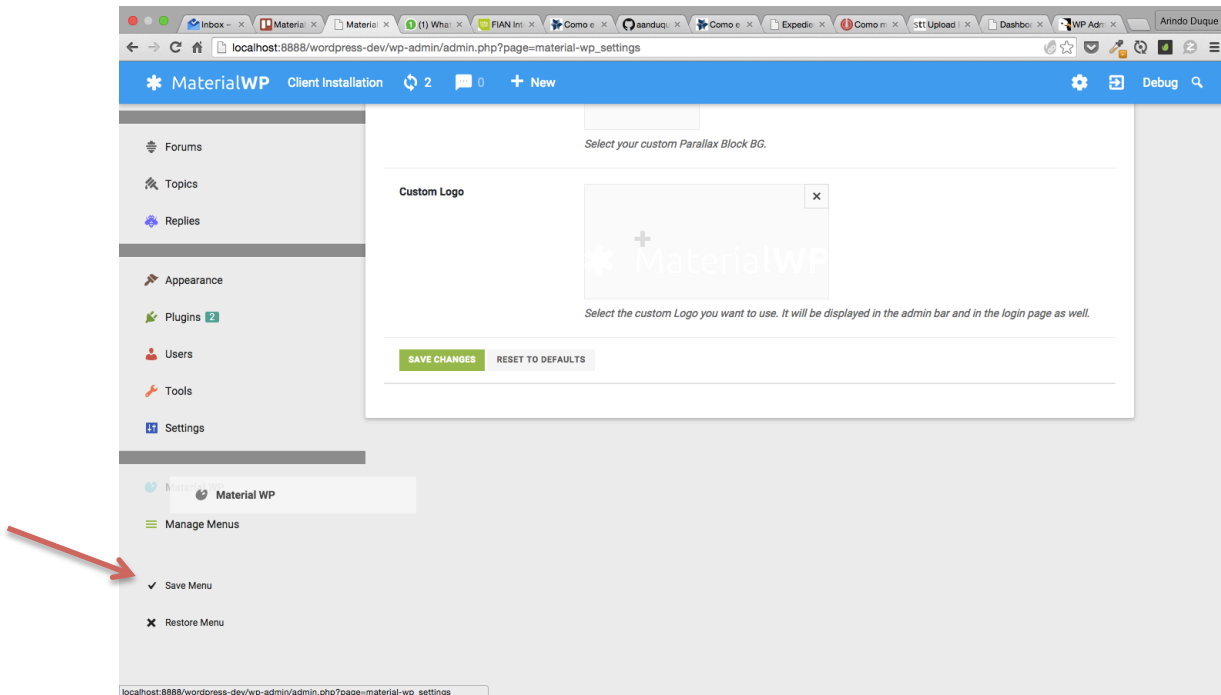 Inbox –
Material
Material
(1) What
FIAN Int
Como e
aanduqu
Como e
Expedie
Como m
Upload
Dashbo
WP Adm
Arindo Duque
localhost:8888/wordpress-dev/wp-admin/admin.php?page=material-wp_settings
MaterialWP Client Installation 2 0 New Debug
Select your custom Parallax Block BG.
Forums
Topics
Replies
Custom Logo
MaterialWP
Select the custom Logo you want to use. It will be displayed in the admin bar and in the login page as well.
SAVE CHANGES RESET TO DEFAULTS
Appearance
Plugins 2
Users
Tools
Settings
Material WP
Material WP
Manage Menus
Save Menu
Restore Menu
localhost:8888/wordpress-dev/wp-admin/admin.php?page=material-wp_settings